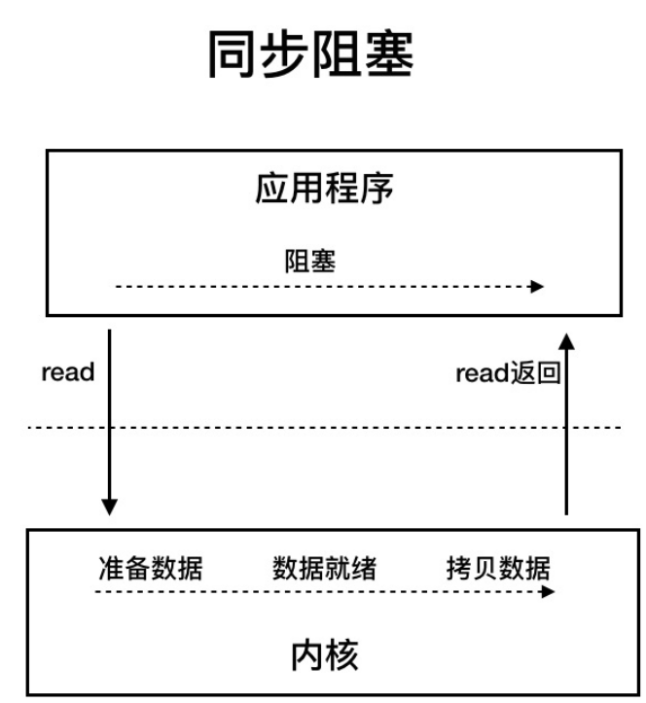 同步阻塞
应用程序
阻塞
read
read返回
准备数据 数据就绪 拷贝数据
内核